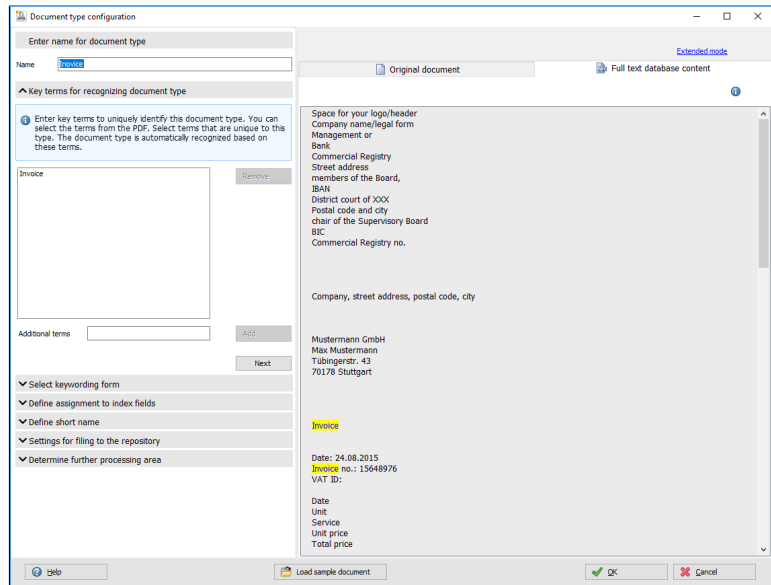 Document type configuration
Enter name for document type
Name
Inovice
Key terms for recognizing document type
Enter key terms to uniquely identify this document type. You can
select the terms from the PDF. Select terms that are unique to this
type. The document type is automatically recognized based on
these terms.
Invoice
Remove
Additional terms
Add
Next
Select keywording form
Define assignment to index fields
Define short name
Settings for filing to the repository
Determine further processing area
Extended mode
Original document
Full text database content
Space for your logo/header
Company name/legal form
Management or
Bank
Commercial Registry
Street address
members of the Board,
IBAN
District court of XXX
Postal code and city
chair of the Supervisory Board
BIC
Commercial Registry no.
Company, street address, postal code, city
Mustermann GmbH
Max Mustermann
Tübingerstr. 43
70178 Stuttgart
Invoice
Date: 24.08.2015
Invoice no.: 15648976
VAT ID:
Date
Unit
Service
Unit price
Total price
Help
Load sample document
OK
Cancel